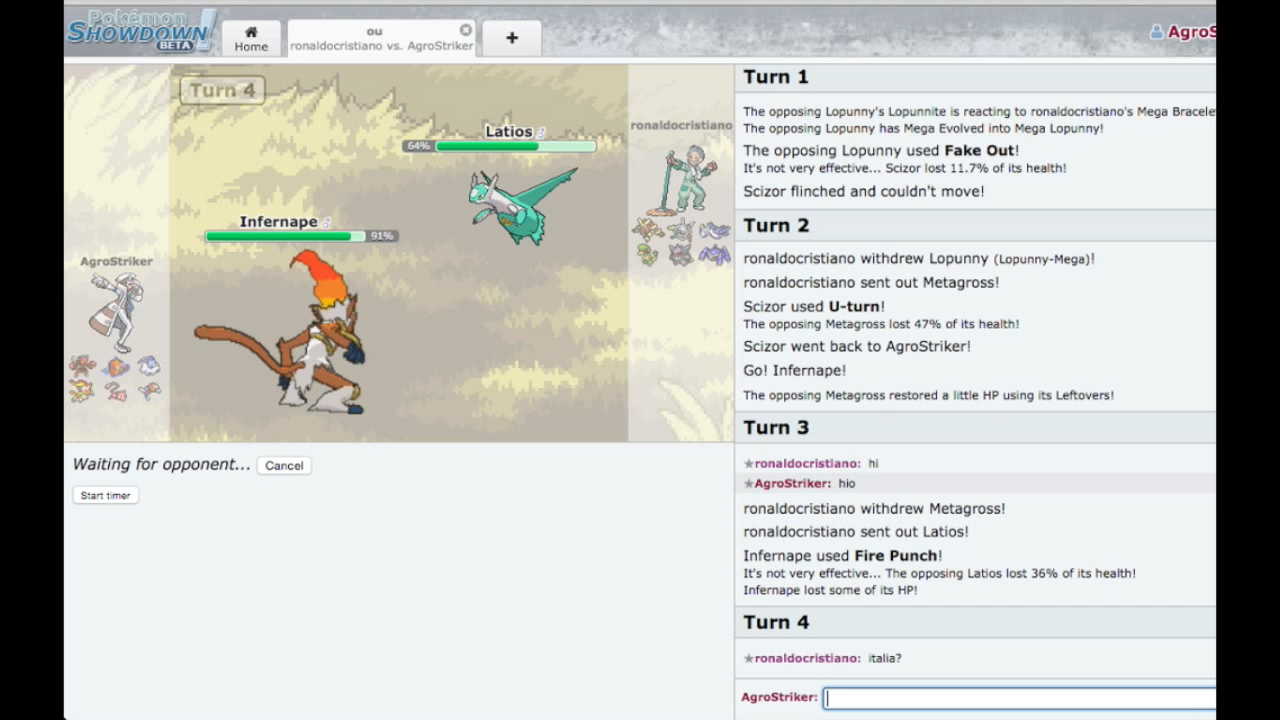 Pokémon
SHOWDOWN!
BETA
Home
ou
ronaldocristiano vs. AgroStriker
+
AgroS
Turn 4
Latios
64%
Infernape
91%
ronaldocristiano
AgroStriker
Waiting for opponent... Cancel
Start timer
Turn 1
The opposing Lopunny's Lopunnite is reacting to ronaldocristiano's Mega Bracele
The opposing Lopunny has Mega Evolved into Mega Lopunny!
The opposing Lopunny used Fake Out!
It's not very effective... Scizor lost 11.7% of its health!
Scizor flinched and couldn't move!
Turn 2
ronaldocristiano withdrew Lopunny (Lopunny-Mega)!
ronaldocristiano sent out Metagross!
Scizor used U-turn!
The opposing Metagross lost 47% of its health!
Scizor went back to AgroStriker!
Go! Infernape!
The opposing Metagross restored a little HP using its Leftovers!
Turn 3
★ronaldocristiano: hi
★AgroStriker: hio
ronaldocristiano withdrew Metagross!
ronaldocristiano sent out Latios!
Infernape used Fire Punch!
It's not very effective... The opposing Latios lost 36% of its health!
Infernape lost some of its HP!
Turn 4
★ronaldocristiano: italia?
AgroStriker: